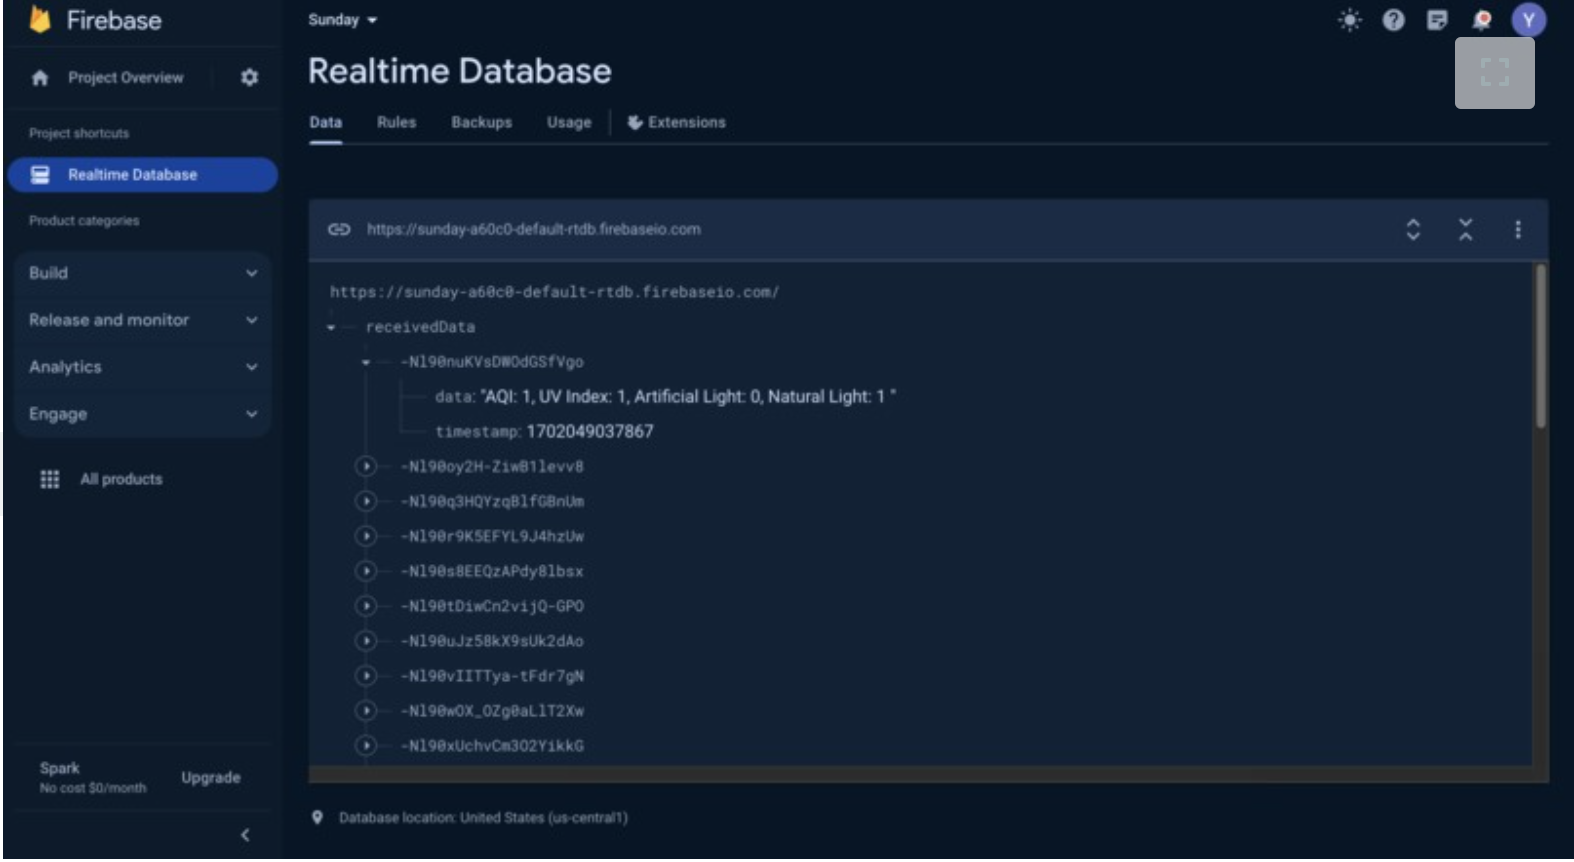 Firebase
Project Overview
Project shortcuts
Realtime Database
Product categories
Build
Release and monitor
Analytics
Engage
All products
Spark
No cost $0/month
Upgrade
Sunday
Y
Realtime Database
Data Rules Backups Usage Extensions
https://sunday-a60c0-default-rtdb.firebaseio.com
https://sunday-a60c0-default-rtdb.firebaseio.com/
receivedData
-Nl90nuKVsDWOdGSfVgo
data: "AQI: 1, UV Index: 1, Artificial Light: 0, Natural Light: 1 "
timestamp: 1702049037867
-Nl90oy2H-ZiwB1levv8
-Nl90q3HQYzqBlfGBnUm
-Nl90r9K5EFYL9J4hzUw
-Nl90s8EEQzAPdy8lbsx
-Nl90tDiwCn2vijQ-GPO
-Nl90uJz58kX9sUk2dAo
-Nl90vIITTya-tFdr7gN
-Nl90wOX_OZg0aLlT2Xw
-Nl90xUchvCm3O2YikkG
Database location: United States (us-central1)